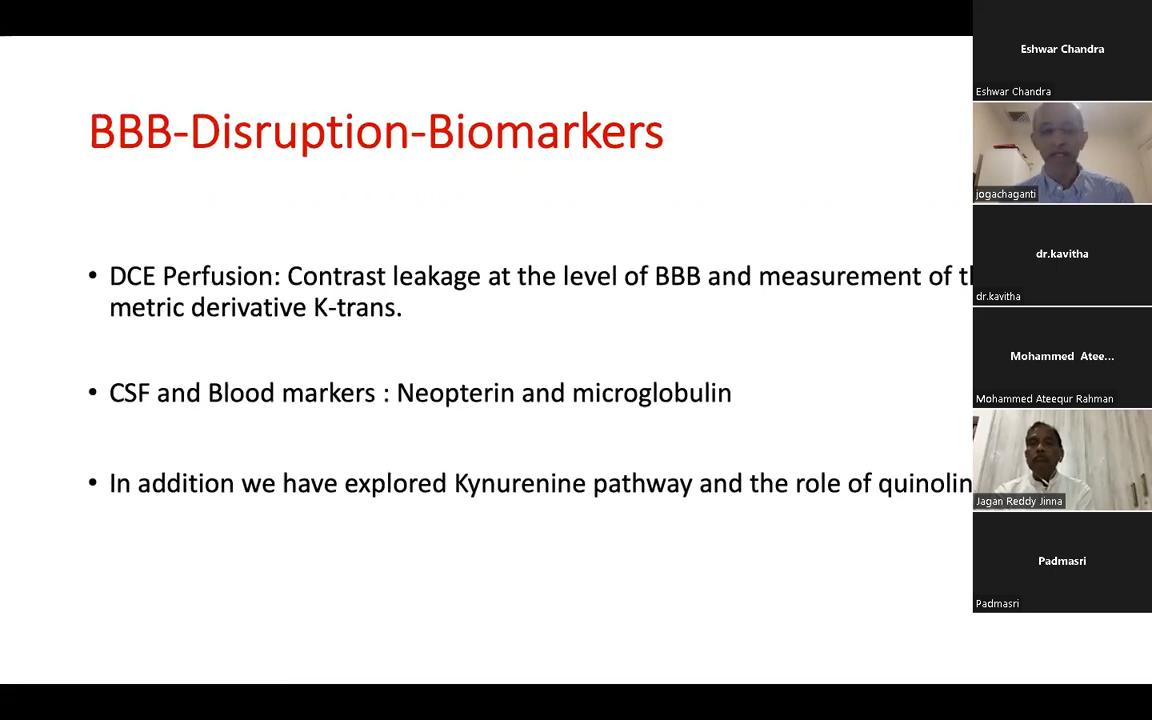 BBB-Disruption-Biomarkers
• DCE Perfusion: Contrast leakage at the level of BBB and measurement of
metric derivative K-trans.
• CSF and Blood markers : Neopterin and microglobulin
• In addition we have explored Kynurenine pathway and the role of
Eshwar Chandra
Eshwar Chandra
jogachaganti
dr.kavitha
dr.kavitha
Mohammed Atee...
Mohammed Ateequr Rahman
Jagan Reddy Jinna
Padmasri
Padmasri